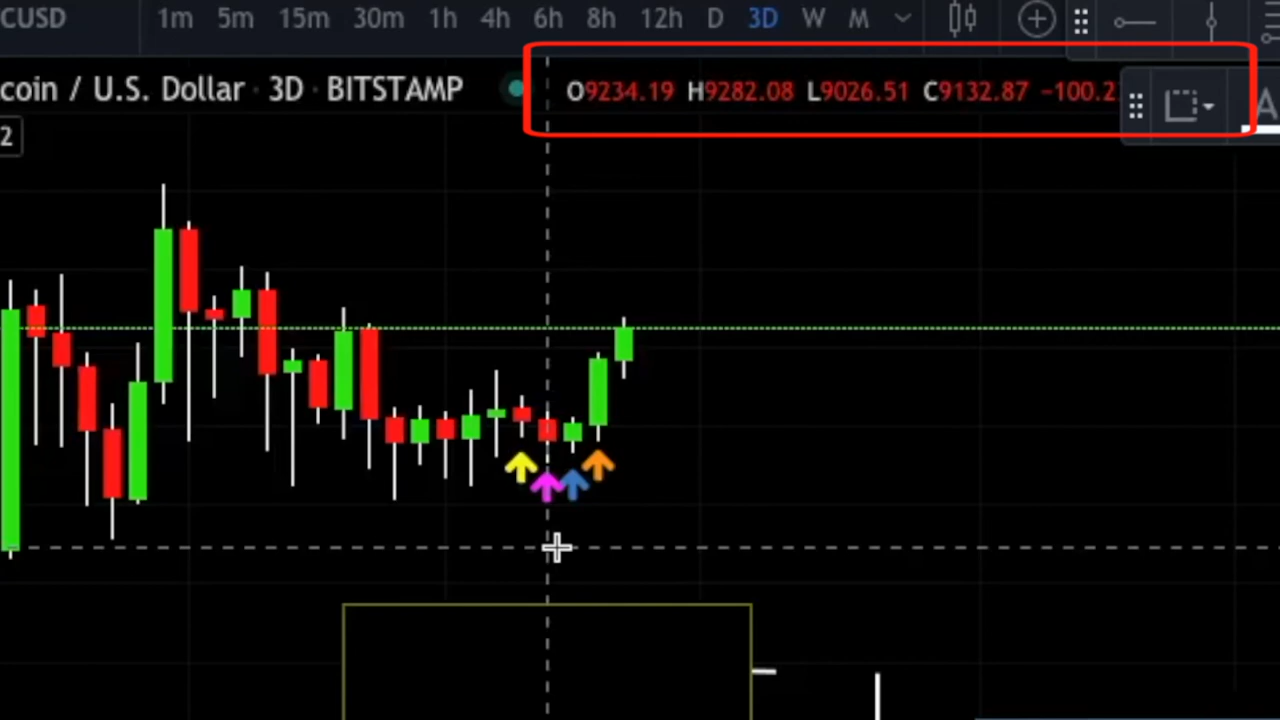 CUSD 1m 5m 15m 30m 1h 4h 6h 8h 12h D 3D W M
coin / U.S. Dollar · 3D · BITSTAMP O9234.19 H9282.08 L9026.51 C9132.87 −100.2
A
2